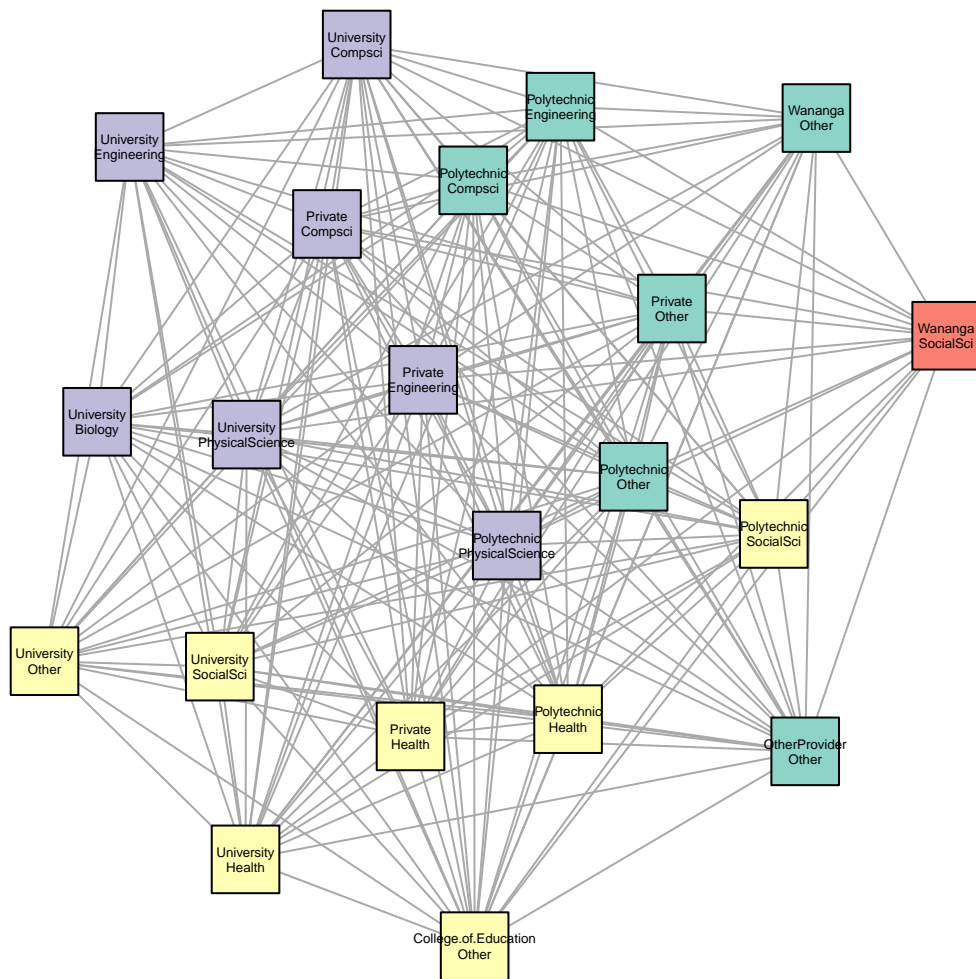 University
Compsci
Polytechnic
Engineering
Wananga
Other
University
Engineering
Polytechnic
Compsci
Private
Compsci
Private
Other
Wananga
SocialSci
Private
Engineering
University
Biology
University
PhysicalScience
Polytechnic
Other
Polytechnic
SocialSci
Polytechnic
PhysicalScience
University
Other
University
SocialSci
Private
Health
Polytechnic
Health
OtherProvider
Other
University
Health
College.of.Education
Other